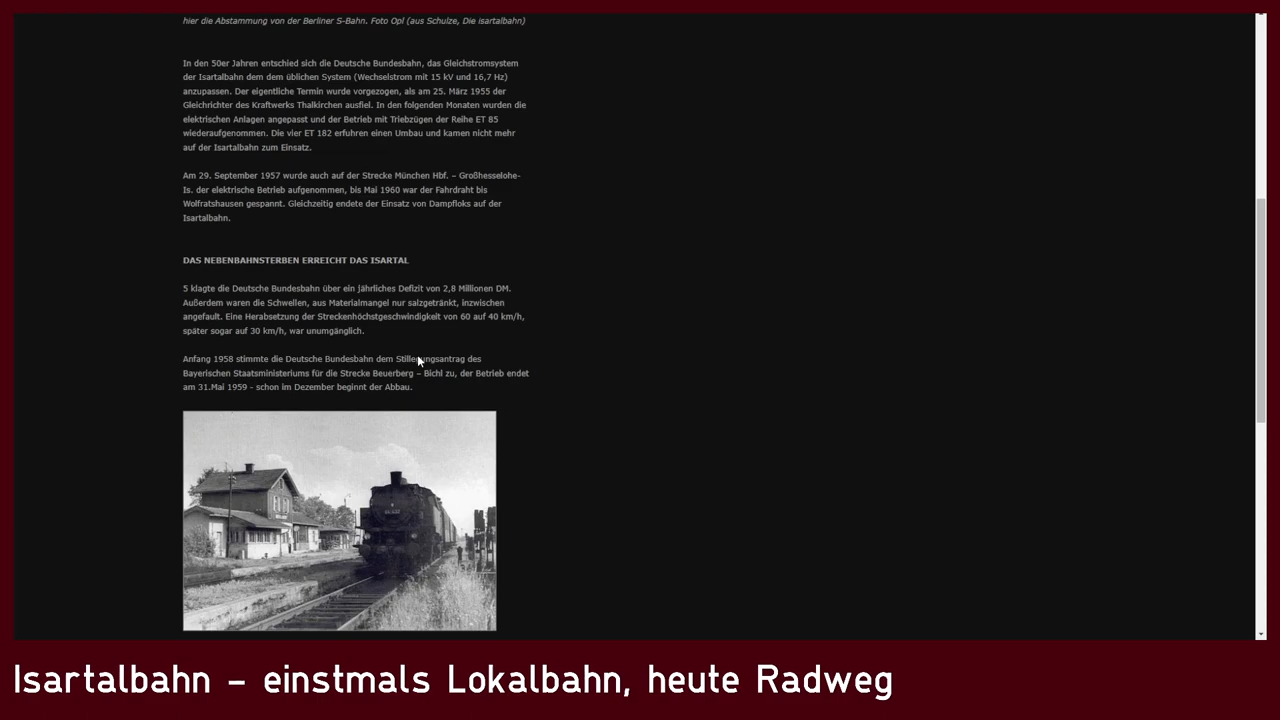 hier die Abstammung von der Berliner S-Bahn. Foto Opl (aus Schulze, Die isartalbahn)
In den 50er Jahren entschied sich die Deutsche Bundesbahn, das Gleichstromsystem
der Isartalbahn dem dem üblichen System (Wechselstrom mit 15 kV und 16,7 Hz)
anzupassen. Der eigentliche Termin wurde vorgezogen, als am 25. März 1955 der
Gleichrichter des Kraftwerks Thalkirchen ausfiel. In den folgenden Monaten wurden die
elektrischen Anlagen angepasst und der Betrieb mit Triebzügen der Reihe ET 85
wiederaufgenommen. Die vier ET 182 erfuhren einen Umbau und kamen nicht mehr
auf der Isartalbahn zum Einsatz.
Am 29. September 1957 wurde auch auf der Strecke München Hbf. – Großhesselohe-
Is. der elektrische Betrieb aufgenommen, bis Mai 1960 war der Fahrdraht bis
Wolfratshausen gespannt. Gleichzeitig endete der Einsatz von Dampfloks auf der
Isartalbahn.
DAS NEBENBAHNSTERBEN ERREICHT DAS ISARTAL
5 klagte die Deutsche Bundesbahn über ein jährliches Defizit von 2,8 Millionen DM.
Außerdem waren die Schwellen, aus Materialmangel nur salzgetränkt, inzwischen
angefault. Eine Herabsetzung der Streckenhöchstgeschwindigkeit von 60 auf 40 km/h,
später sogar auf 30 km/h, war unumgänglich.
Anfang 1958 stimmte die Deutsche Bundesbahn dem Stillegungsantrag des
Bayerischen Staatsministeriums für die Strecke Beuerberg – Bichl zu, der Betrieb endet
am 31.Mai 1959 - schon im Dezember beginnt der Abbau.
Isartalbahn – einstmals Lokalbahn, heute Radweg